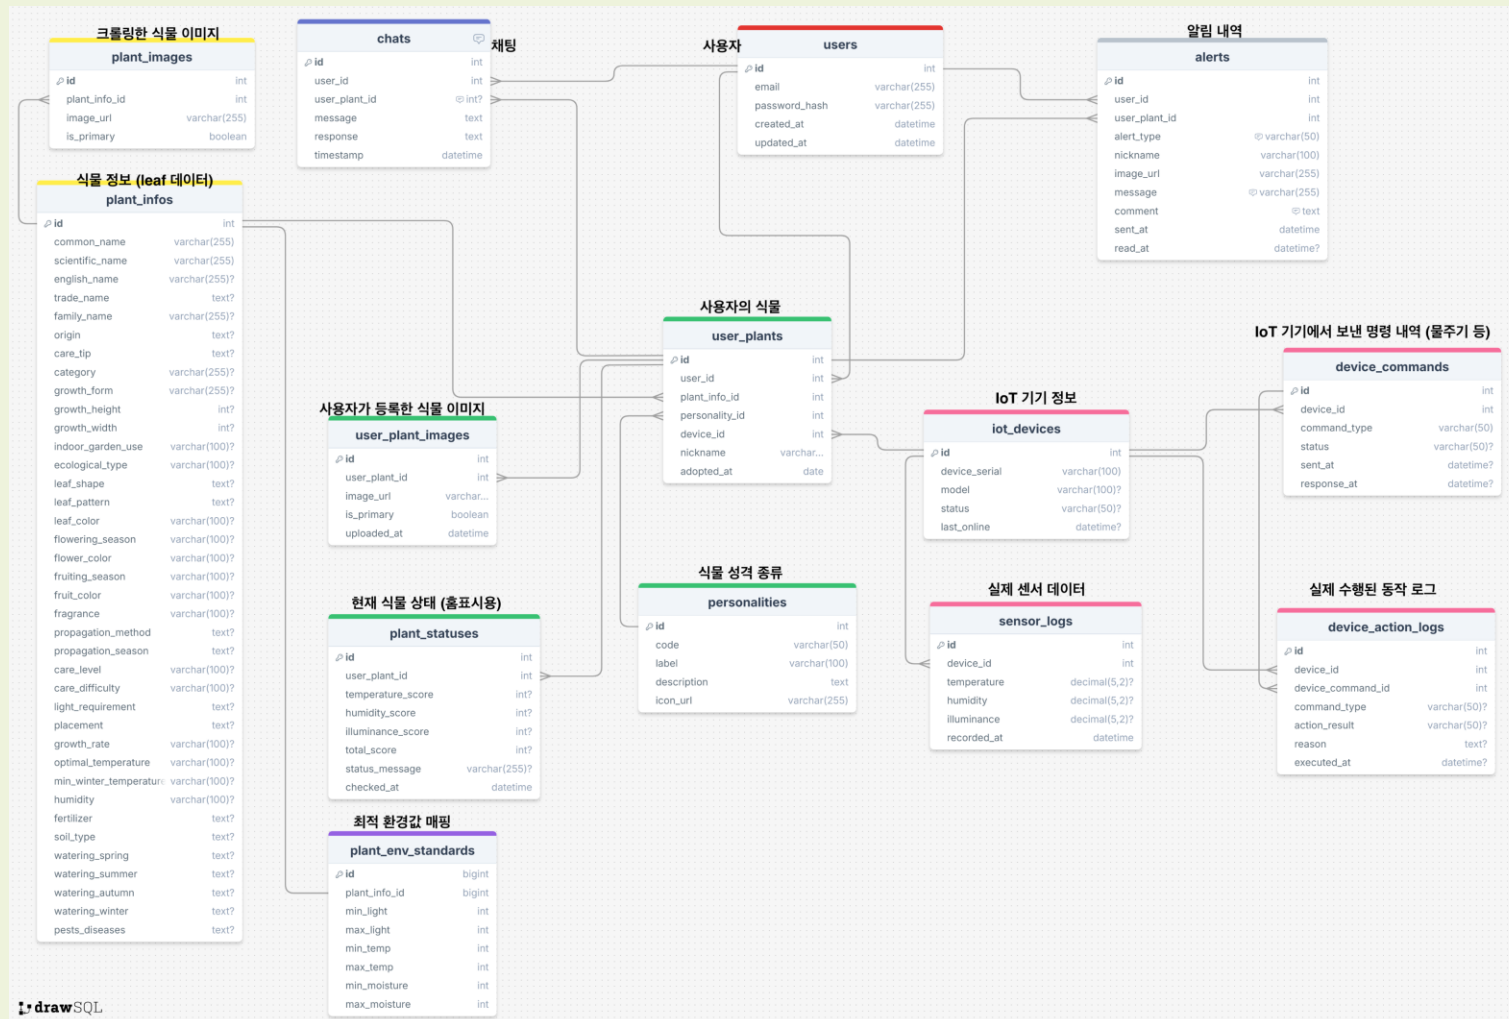 크롤링한 식물 이미지
plant_images
id int
plant_info_id int
image_url varchar(255)
is_primary boolean
채팅
chats
id int
user_id int
user_plant_id int?
message text
response text
timestamp datetime
사용자
users
id int
email varchar(255)
password_hash varchar(255)
created_at datetime
updated_at datetime
알림 내역
alerts
id int
user_id int
user_plant_id int
alert_type varchar(50)
nickname varchar(100)
image_url varchar(255)
message varchar(255)
comment text
sent_at datetime
read_at datetime?
식물 정보 (leaf 데이터)
plant_infos
id int
common_name varchar(255)
scientific_name varchar(255)
english_name varchar(255)?
trade_name text?
family_name varchar(255)?
origin text?
care_tip text?
category varchar(255)?
growth_form varchar(255)?
growth_height int?
growth_width int?
indoor_garden_use varchar(100)?
ecological_type varchar(100)?
leaf_shape text?
leaf_pattern text?
leaf_color varchar(100)?
flowering_season varchar(100)?
flower_color varchar(100)?
fruiting_season varchar(100)?
fruit_color varchar(100)?
fragrance varchar(100)?
propagation_method text?
propagation_season text?
care_level varchar(100)?
care_difficulty varchar(100)?
light_requirement text?
placement text?
growth_rate varchar(100)?
optimal_temperature varchar(100)?
min_winter_temperature varchar(100)?
humidity varchar(100)?
fertilizer text?
soil_type text?
watering_spring text?
watering_summer text?
watering_autumn text?
watering_winter text?
pests_diseases text?
사용자의 식물
user_plants
id int
user_id int
plant_info_id int
personality_id int
device_id int
nickname varchar...
adopted_at date
사용자가 등록한 식물 이미지
user_plant_images
id int
user_plant_id int
image_url varchar...
is_primary boolean
uploaded_at datetime
IoT 기기 정보
iot_devices
id int
device_serial varchar(100)
model varchar(100)?
status varchar(50)?
last_online datetime?
IoT 기기에서 보낸 명령 내역 (물주기 등)
device_commands
id int
device_id int
command_type varchar(50)
status varchar(50)?
sent_at datetime?
response_at datetime?
현재 식물 상태 (홈표시용)
plant_statuses
id int
user_plant_id int
temperature_score int?
humidity_score int?
illuminance_score int?
total_score int?
status_message varchar(255)?
checked_at datetime
식물 성격 종류
personalities
id int
code varchar(50)
label varchar(100)
description text
icon_url varchar(255)
실제 센서 데이터
sensor_logs
id int
device_id int
temperature decimal(5,2)?
humidity decimal(5,2)?
illuminance decimal(5,2)?
recorded_at datetime
실제 수행된 동작 로그
device_action_logs
id int
device_id int
device_command_id int
command_type varchar(50)?
action_result varchar(50)?
reason text?
executed_at datetime?
최적 환경값 매핑
plant_env_standards
id bigint
plant_info_id bigint
min_light int
max_light int
min_temp int
max_temp int
min_moisture int
max_moisture int
drawSQL